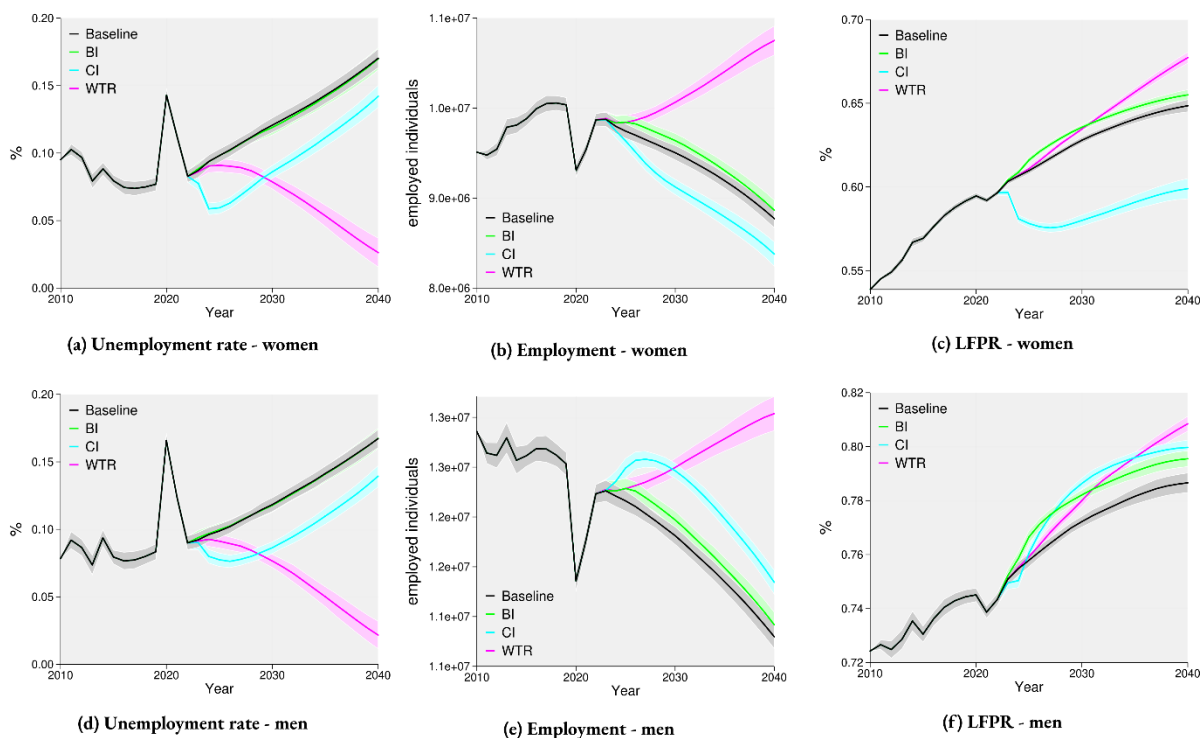 0.20
0.15
0.10
0.05
0.00
%
Baseline
BI
CI
WTR
2010
2020
2030
2040
Year
(a) Unemployment rate - women
1.1e+07
1.0e+07
9.0e+06
8.0e+06
employed individuals
Baseline
BI
CI
WTR
2010
2020
2030
2040
Year
(b) Employment - women
0.70
0.65
0.60
0.55
%
Baseline
BI
CI
WTR
2010
2020
2030
2040
Year
(c) LFPR - women
0.20
0.15
0.10
0.05
0.00
%
Baseline
BI
CI
WTR
2010
2020
2030
2040
Year
(d) Unemployment rate - men
1.3e+07
1.3e+07
1.2e+07
1.2e+07
1.1e+07
1.1e+07
employed individuals
Baseline
BI
CI
WTR
2010
2020
2030
2040
Year
(e) Employment - men
0.82
0.80
0.78
0.76
0.74
0.72
%
Baseline
BI
CI
WTR
2010
2020
2030
2040
Year
(f) LFPR - men